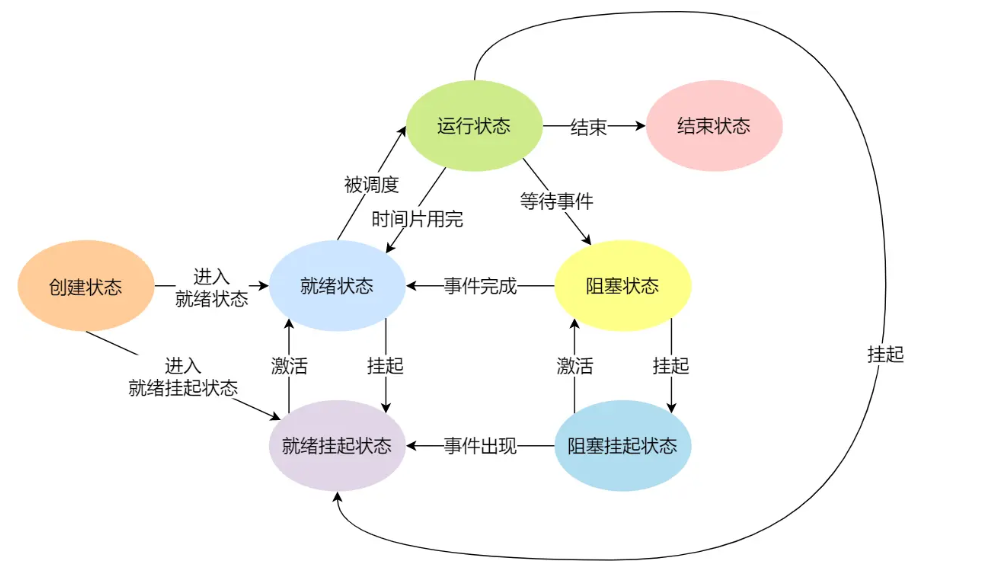 运行状态
结束
结束状态
被调度
等待事件
时间片用完
创建状态
进入
就绪状态
就绪状态
事件完成
阻塞状态
进入
就绪挂起状态
激活
挂起
激活
挂起
挂起
就绪挂起状态
事件出现
阻塞挂起状态